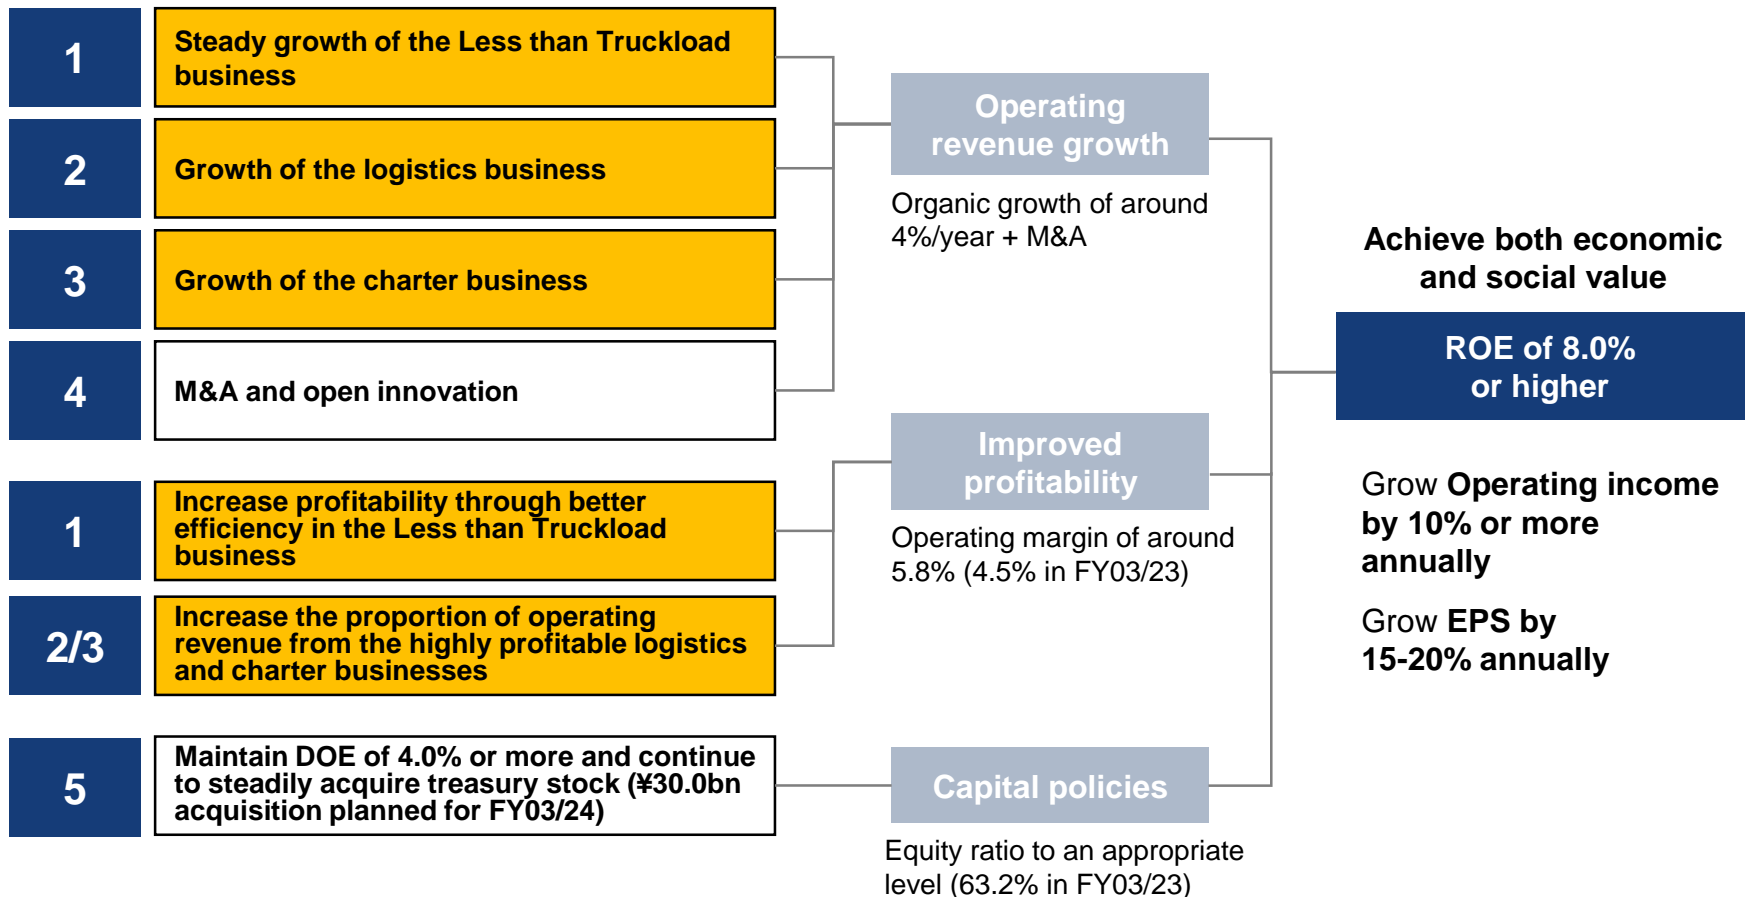 1
Steady growth of the Less than Truckload
business
2
Growth of the logistics business
3
Growth of the charter business
4
M&A and open innovation
1
Increase profitability through better
efficiency in the Less than Truckload
business
2/3
Increase the proportion of operating
revenue from the highly profitable logistics
and charter businesses
5
Maintain DOE of 4.0% or more and continue
to steadily acquire treasury stock (¥30.0bn
acquisition planned for FY03/24)
Operating
revenue growth
Organic growth of around
4%/year + M&A
Improved
profitability
Operating margin of around
5.8% (4.5% in FY03/23)
Capital policies
Equity ratio to an appropriate
level (63.2% in FY03/23)
Achieve both economic
and social value
ROE of 8.0%
or higher
Grow Operating income
by 10% or more
annually
Grow EPS by
15-20% annually